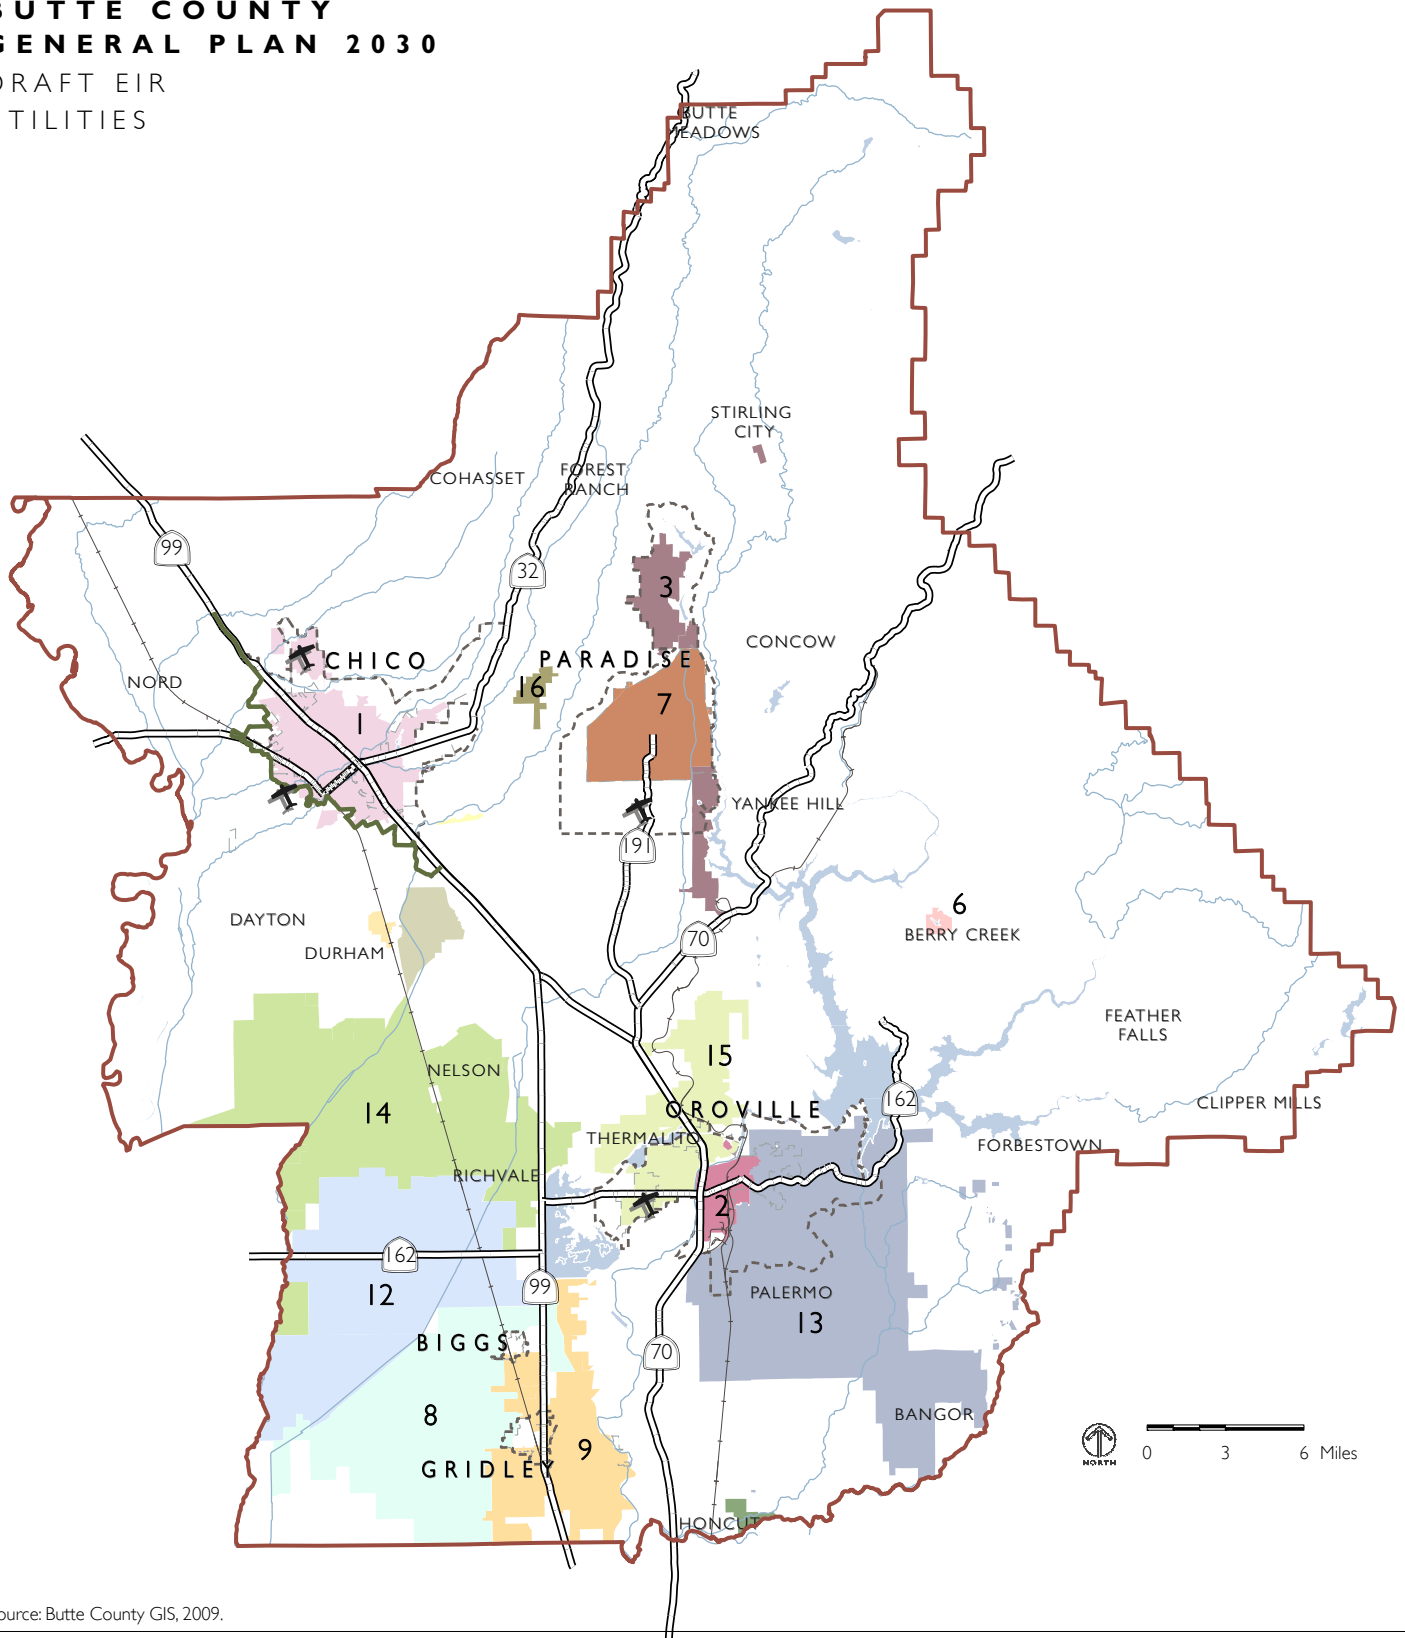 BUTTE COUNTY
GENERAL PLAN 2030
DRAFT EIR
TILITIES
BUTTE
MEADOWS
STIRLING
CITY
COHASSET
FOREST
RANCH
99
32
3
CONCOW
CHICO
PARADISE
NORD
16
7
1
YANKEE HILL
191
6
DAYTON
BERRY CREEK
DURHAM
70
FEATHER
FALLS
15
NELSON
14
OROVILLE
162
CLIPPER MILLS
THERMALITO
FORBESTOWN
RICHVALE
2
162
99
12
PALERMO
13
BIGGS
70
8
BANGOR
9
GRIDLEY
NORTH
0 3 6 Miles
HONCUT
ource: Butte County GIS, 2009.